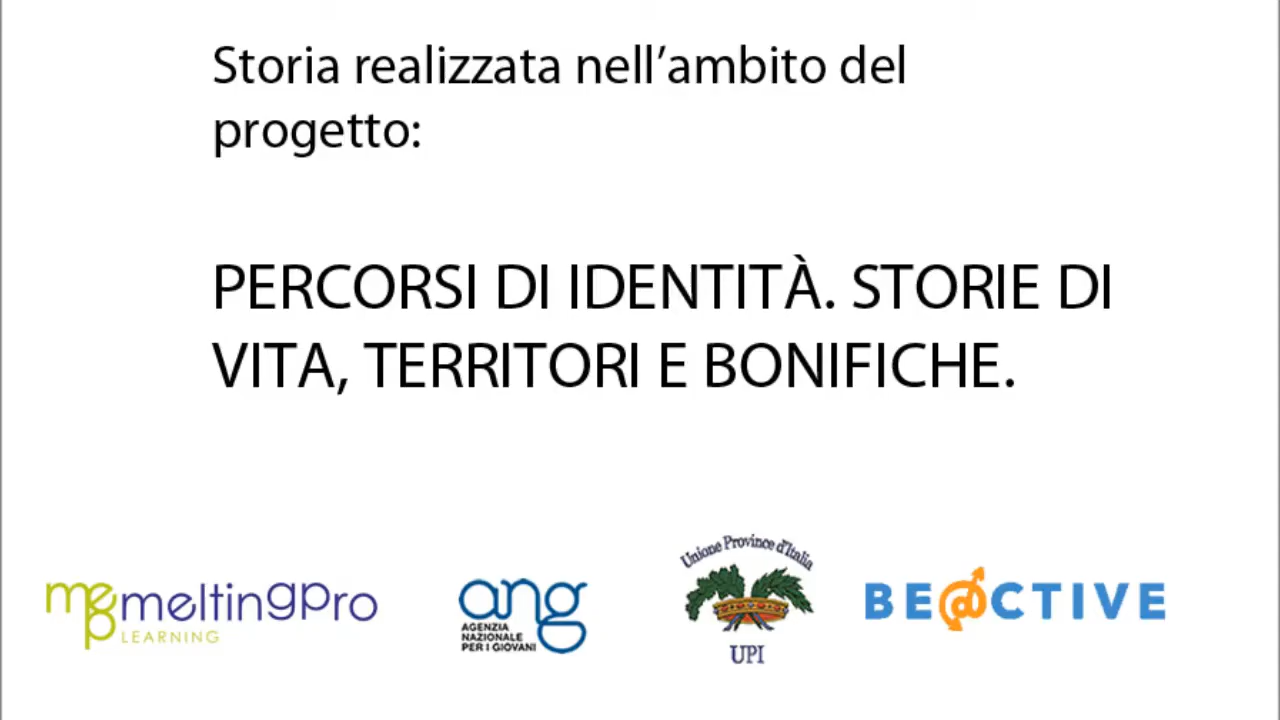 Storia realizzata nell’ambito del
progetto:
PERCORSI DI IDENTITÀ. STORIE DI
VITA, TERRITORI E BONIFICHE.
mep meltingpro
LEARNING
ang
AGENZIA
NAZIONALE
PER I GIOVANI
Unione Province d'Italia
UPI
BE@CTIVE